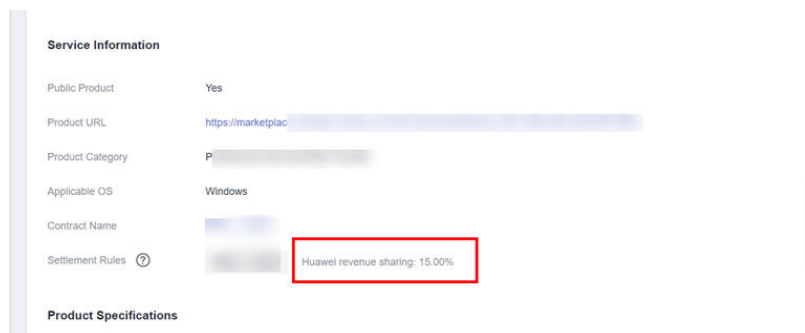 Service Information
Public Product Yes
Product URL https://marketplac
Product Category P
Applicable OS Windows
Contract Name
Settlement Rules ? Huawei revenue sharing: 15.00%
Product Specifications